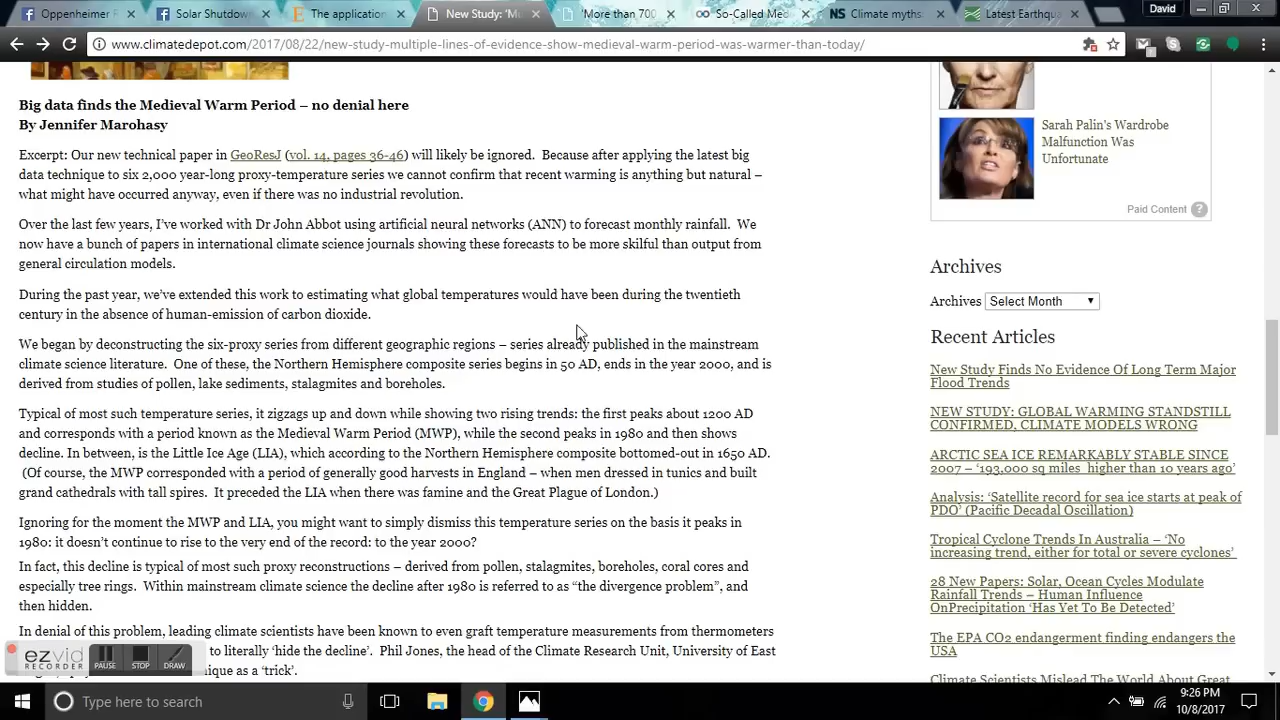 Oppenheimer F
Solar Shutdown
The application
New Study: 'Mu
'More than 700
So-Called Med
NS Climate myths:
Latest Earthqua
David
www.climatedepot.com/2017/08/22/new-study-multiple-lines-of-evidence-show-medieval-warm-period-was-warmer-than-today/
Big data finds the Medieval Warm Period – no denial here
By Jennifer Marohasy
Excerpt: Our new technical paper in GeoResJ (vol. 14, pages 36-46) will likely be ignored. Because after applying the latest big
data technique to six 2,000 year-long proxy-temperature series we cannot confirm that recent warming is anything but natural –
what might have occurred anyway, even if there was no industrial revolution.
Over the last few years, I've worked with Dr John Abbot using artificial neural networks (ANN) to forecast monthly rainfall. We
now have a bunch of papers in international climate science journals showing these forecasts to be more skilful than output from
general circulation models.
During the past year, we've extended this work to estimating what global temperatures would have been during the twentieth
century in the absence of human-emission of carbon dioxide.
We began by deconstructing the six-proxy series from different geographic regions – series already published in the mainstream
climate science literature. One of these, the Northern Hemisphere composite series begins in 50 AD, ends in the year 2000, and is
derived from studies of pollen, lake sediments, stalagmites and boreholes.
Typical of most such temperature series, it zigzags up and down while showing two rising trends: the first peaks about 1200 AD
and corresponds with a period known as the Medieval Warm Period (MWP), while the second peaks in 1980 and then shows
decline. In between, is the Little Ice Age (LIA), which according to the Northern Hemisphere composite bottomed-out in 1650 AD.
(Of course, the MWP corresponded with a period of generally good harvests in England – when men dressed in tunics and built
grand cathedrals with tall spires. It preceded the LIA when there was famine and the Great Plague of London.)
Ignoring for the moment the MWP and LIA, you might want to simply dismiss this temperature series on the basis it peaks in
1980: it doesn't continue to rise to the very end of the record: to the year 2000?
In fact, this decline is typical of most such proxy reconstructions – derived from pollen, stalagmites, boreholes, coral cores and
especially tree rings. Within mainstream climate science the decline after 1980 is referred to as "the divergence problem", and
then hidden.
In denial of this problem, leading climate scientists have been known to even graft temperature measurements from thermometers
to literally 'hide the decline'. Phil Jones, the head of the Climate Research Unit, University of East
nique as a 'trick'.
Sarah Palin's Wardrobe
Malfunction Was
Unfortunate
Paid Content ?
Archives
Archives Select Month
Recent Articles
New Study Finds No Evidence Of Long Term Major
Flood Trends
NEW STUDY: GLOBAL WARMING STANDSTILL
CONFIRMED, CLIMATE MODELS WRONG
ARCTIC SEA ICE REMARKABLY STABLE SINCE
2007 – '193,000 sq miles higher than 10 years ago'
Analysis: 'Satellite record for sea ice starts at peak of
PDO' (Pacific Decadal Oscillation)
Tropical Cyclone Trends In Australia – 'No
increasing trend, either for total or severe cyclones'
28 New Papers: Solar, Ocean Cycles Modulate
Rainfall Trends – Human Influence
OnPrecipitation 'Has Yet To Be Detected'
The EPA CO2 endangerment finding endangers the
USA
Climate Scientists Mislead The World About Great
ezvid
RECORDER
PAUSE
STOP
DRAW
Type here to search
9:26 PM
10/8/2017